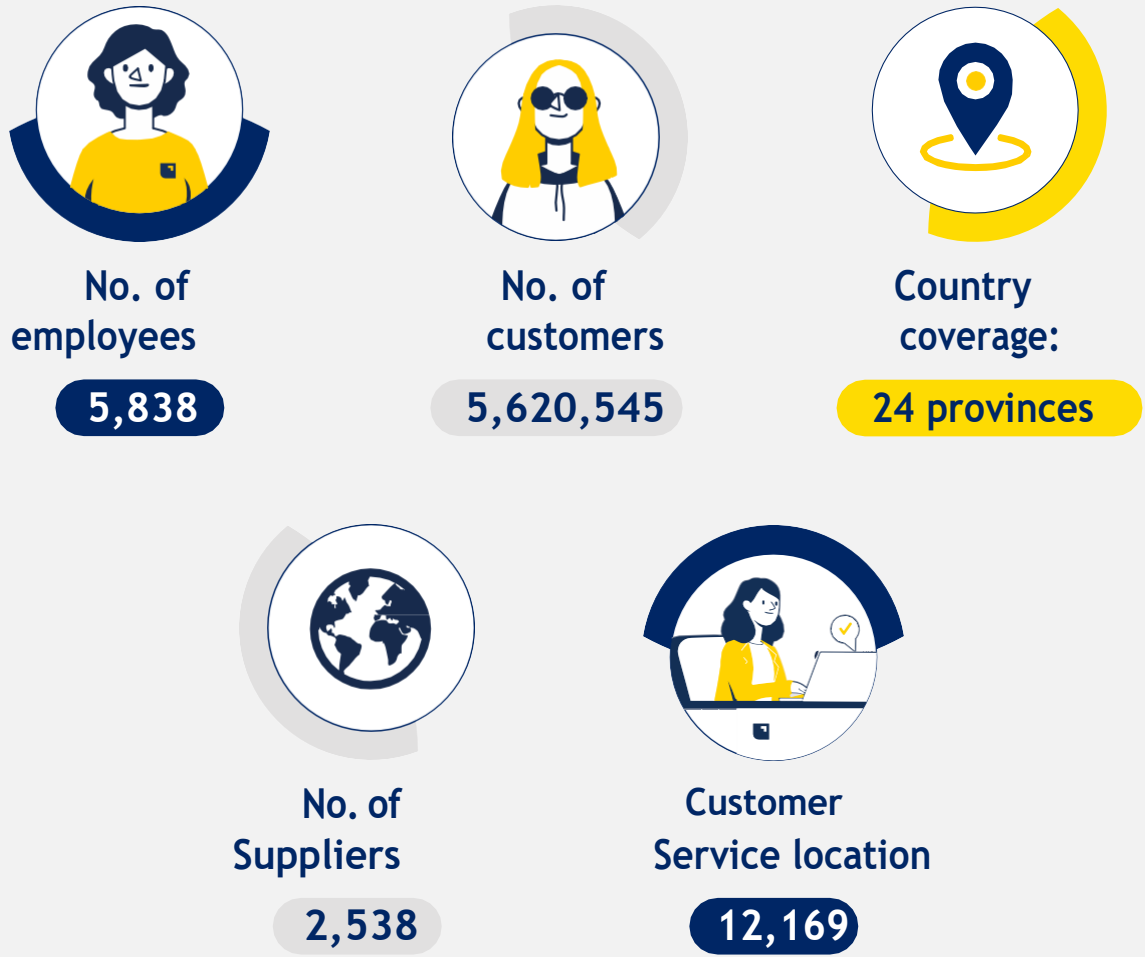 No. of
employees
5,838
No. of
customers
5,620,545
Country
coverage:
24 provinces
No. of
Suppliers
2,538
Customer
Service location
12,169